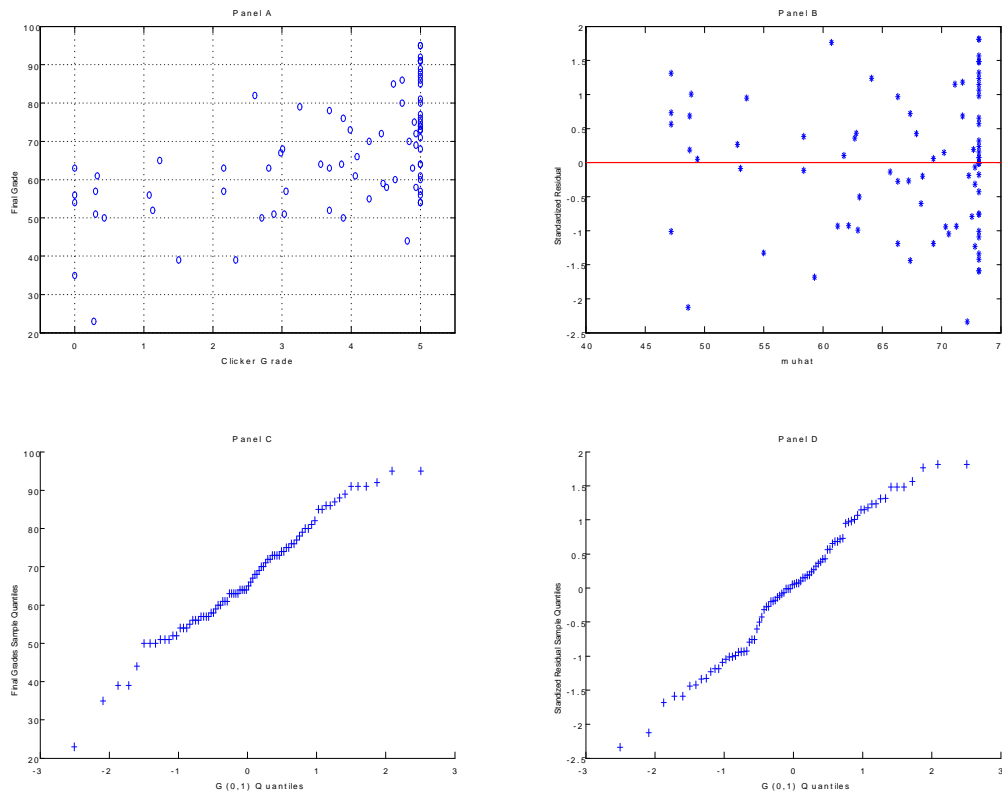 Panel A
100
90
80
70
60
50
40
30
20
Final Grade
0 1 2 3 4 5
Clicker Grade
Panel B
2
1.5
1
0.5
0
-0.5
-1
-1.5
-2
-2.5
Standardized Residual
40 45 50 55 60 65 70 7
muhat
Panel C
100
90
80
70
60
50
40
30
20
Final Grades Sample Quantiles
-3 -2 -1 0 1 2 3
G(0,1) Quantiles
Panel D
2
1.5
1
0.5
0
-0.5
-1
-1.5
-2
-2.5
Standized Residual Sample Quantiles
-3 -2 -1 0 1 2 3
G(0,1) Quantiles